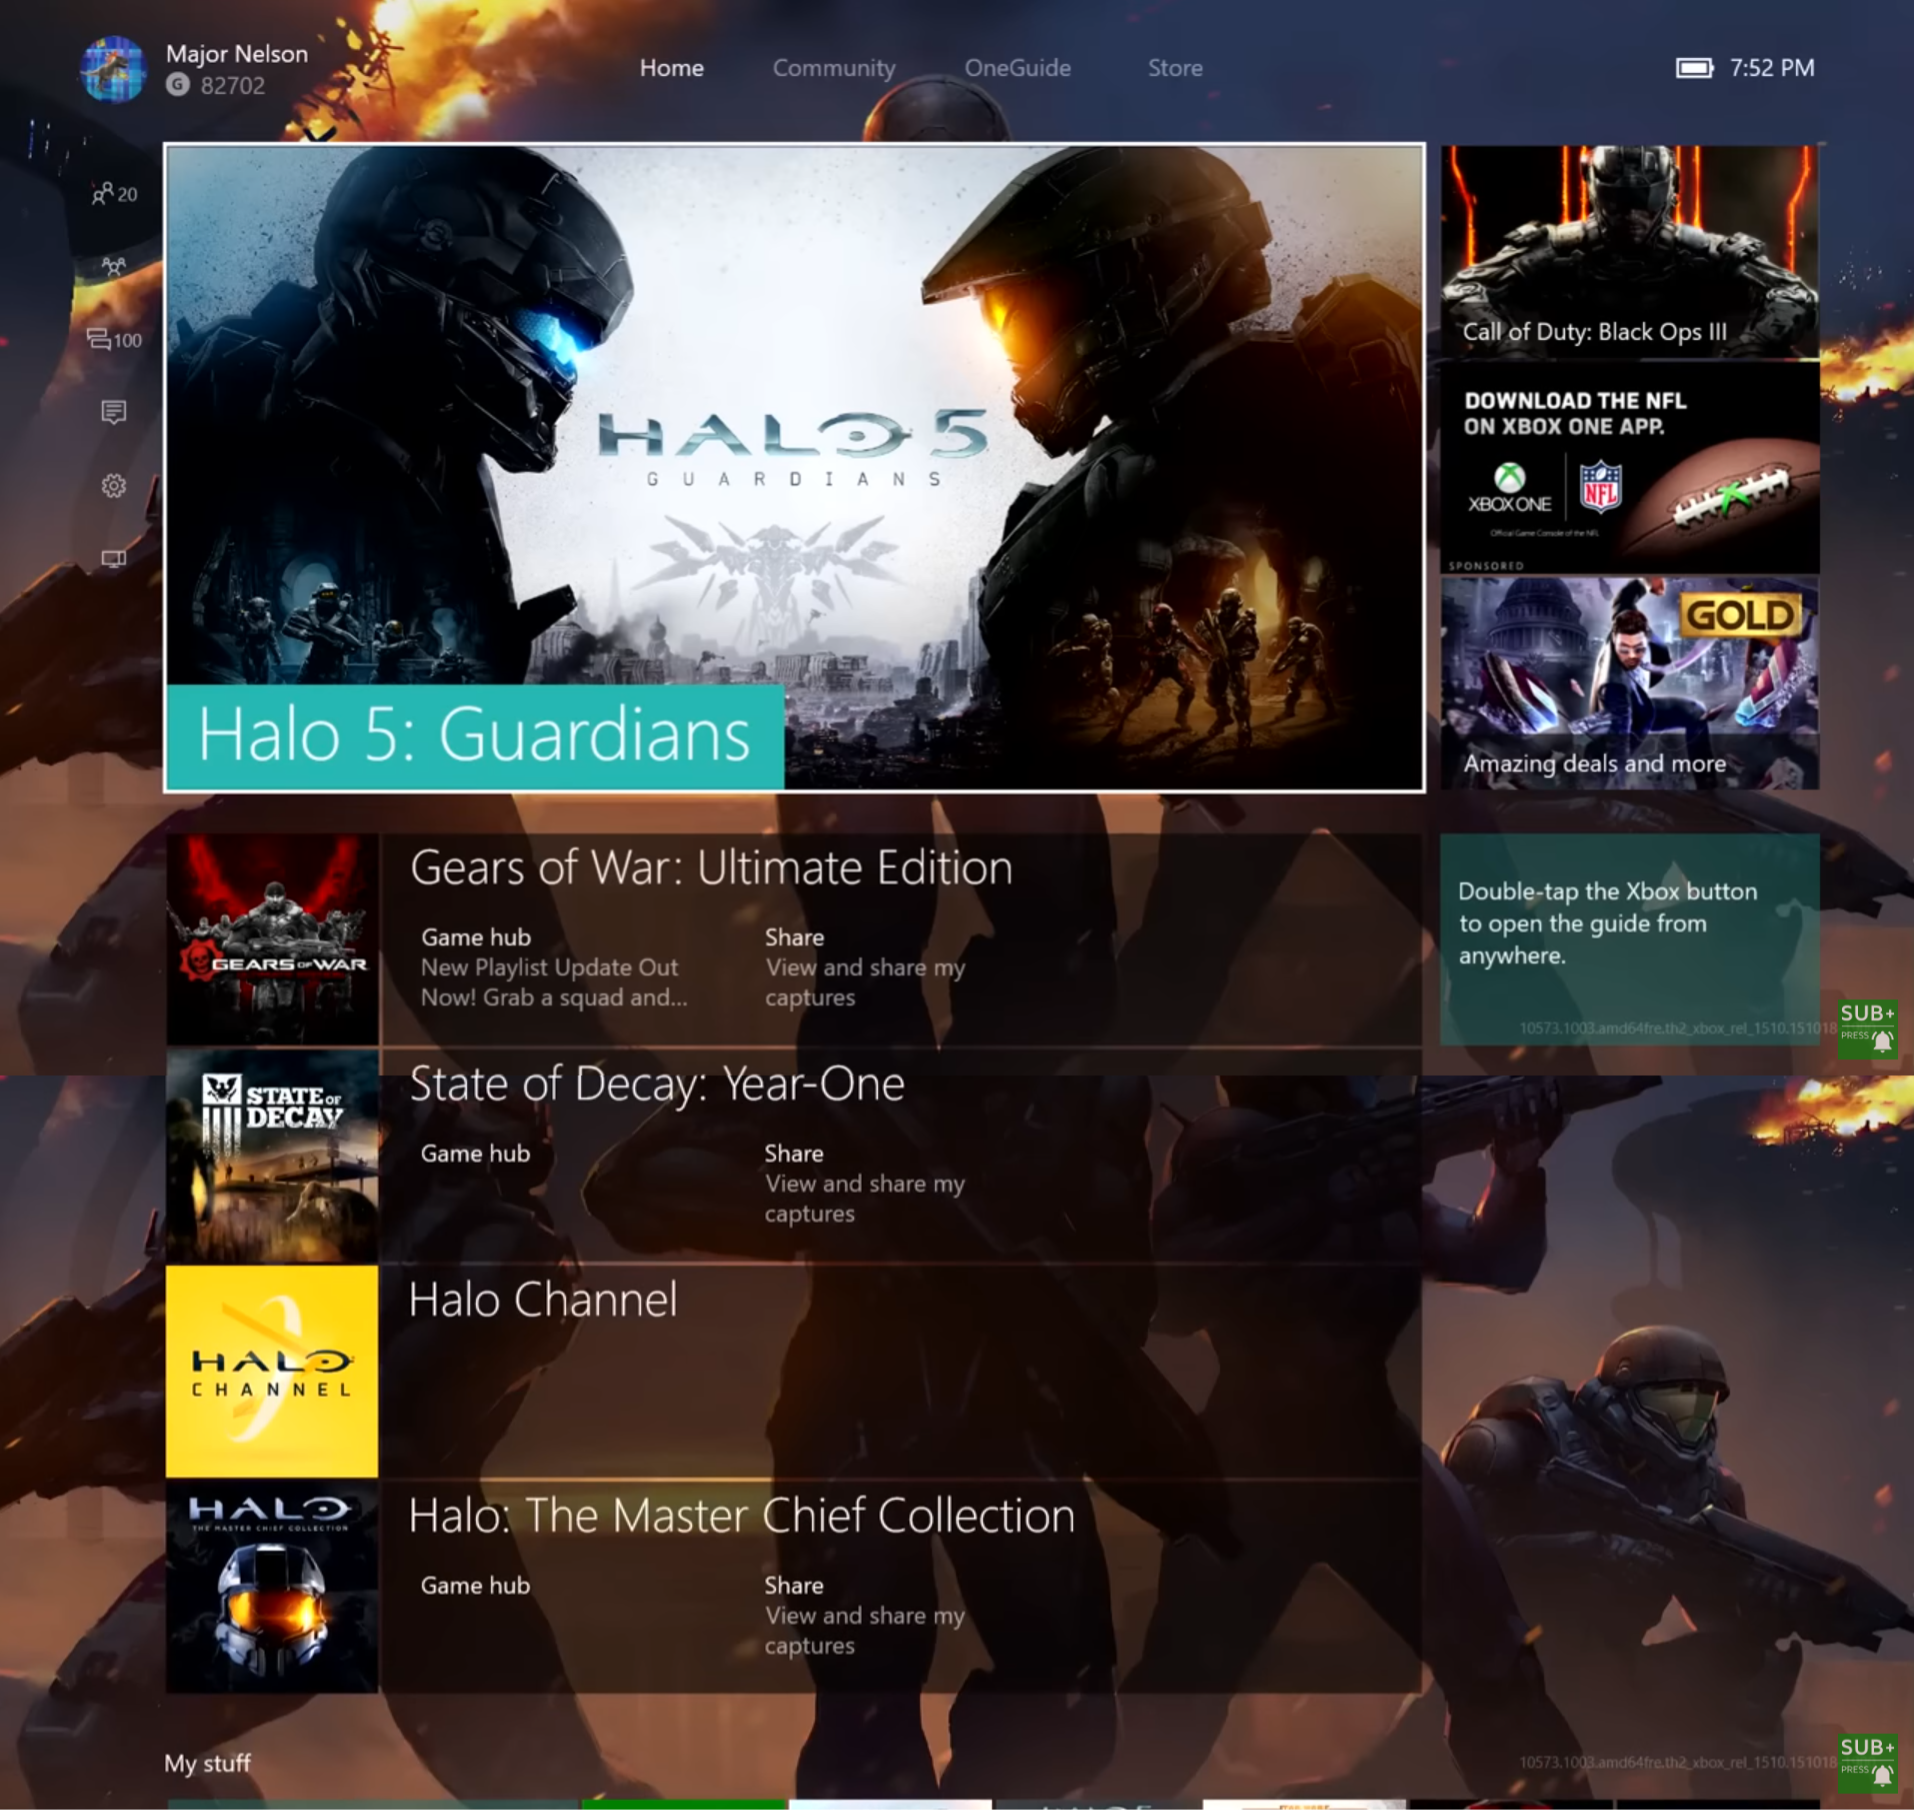 Major Nelson
G 82702
Home Community OneGuide Store
7:52 PM
20
100
HALO 5
GUARDIANS
Halo 5: Guardians
Call of Duty: Black Ops III
DOWNLOAD THE NFL
ON XBOX ONE APP.
XBOX ONE
NFL
Official Game Console of the NFL
SPONSORED
GOLD
Amazing deals and more
GEARS OF WAR
Gears of War: Ultimate Edition
Game hub
New Playlist Update Out
Now! Grab a squad and...
Share
View and share my
captures
Double-tap the Xbox button
to open the guide from
anywhere.
10573.1003.amd64fre.th2_xbox_rel_1510.151018
SUB+
PRESS
STATE OF
DECAY
State of Decay: Year-One
Game hub
Share
View and share my
captures
HALO
CHANNEL
Halo Channel
HALO
THE MASTER CHIEF COLLECTION
Halo: The Master Chief Collection
Game hub
Share
View and share my
captures
My stuff
10573.1003.amd64fre.th2_xbox_rel_1510.151018
SUB+
PRESS